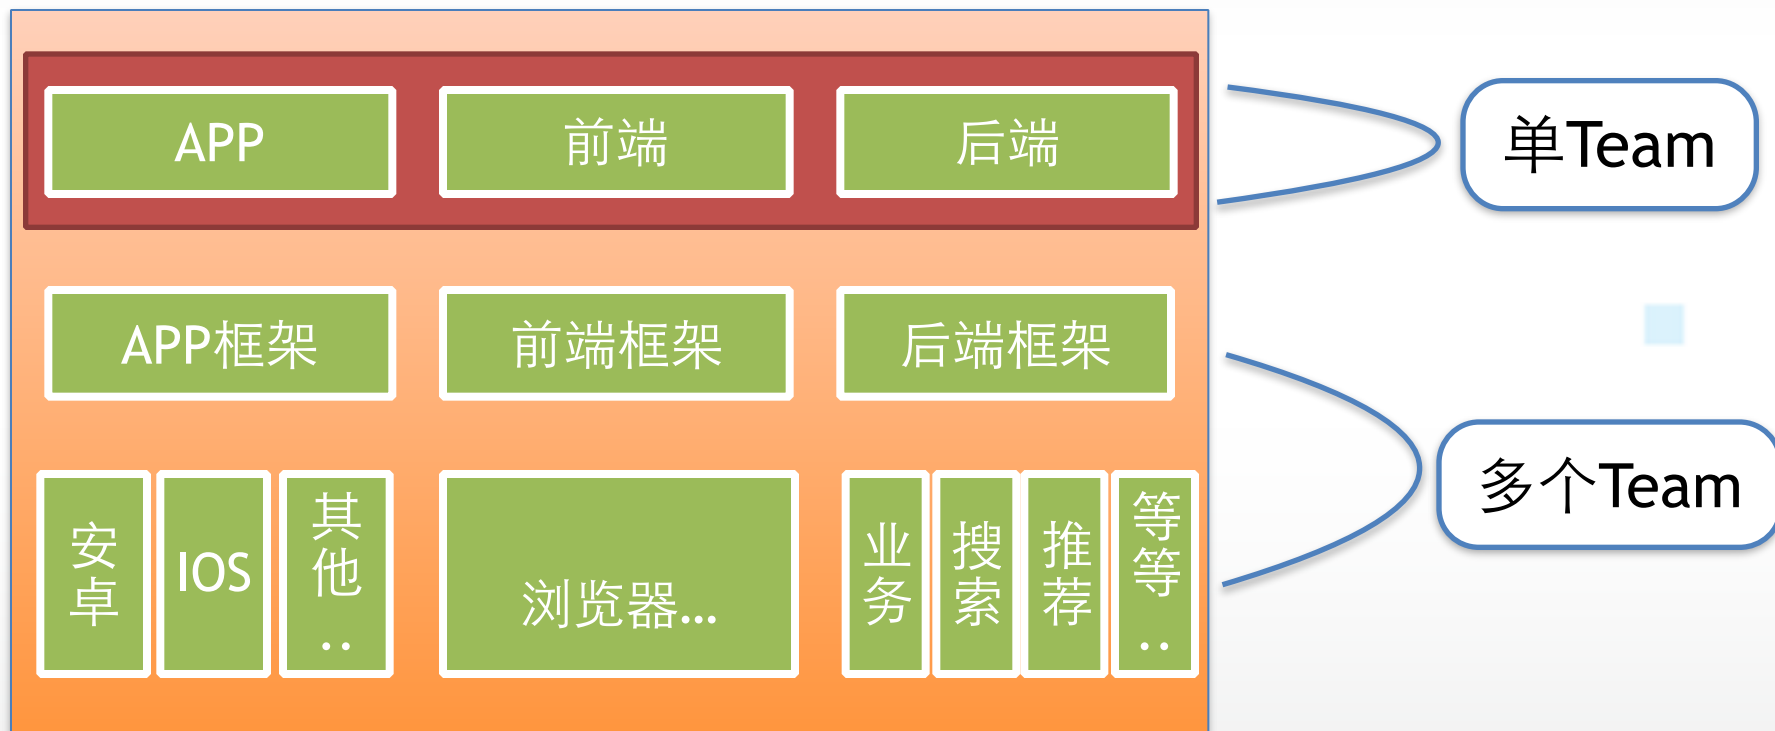 APP
前端
后端
单Team
APP框架
前端框架
后端框架
多个Team
安
卓
IOS
其
他
..
浏览器...
业
务
搜
索
推
荐
等
等
..